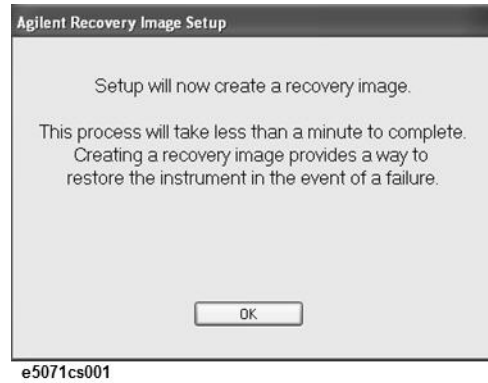 Agilent Recovery Image Setup
Setup will now create a recovery image.
This process will take less than a minute to complete.
Creating a recovery image provides a way to
restore the instrument in the event of a failure.
OK
e5071cs001